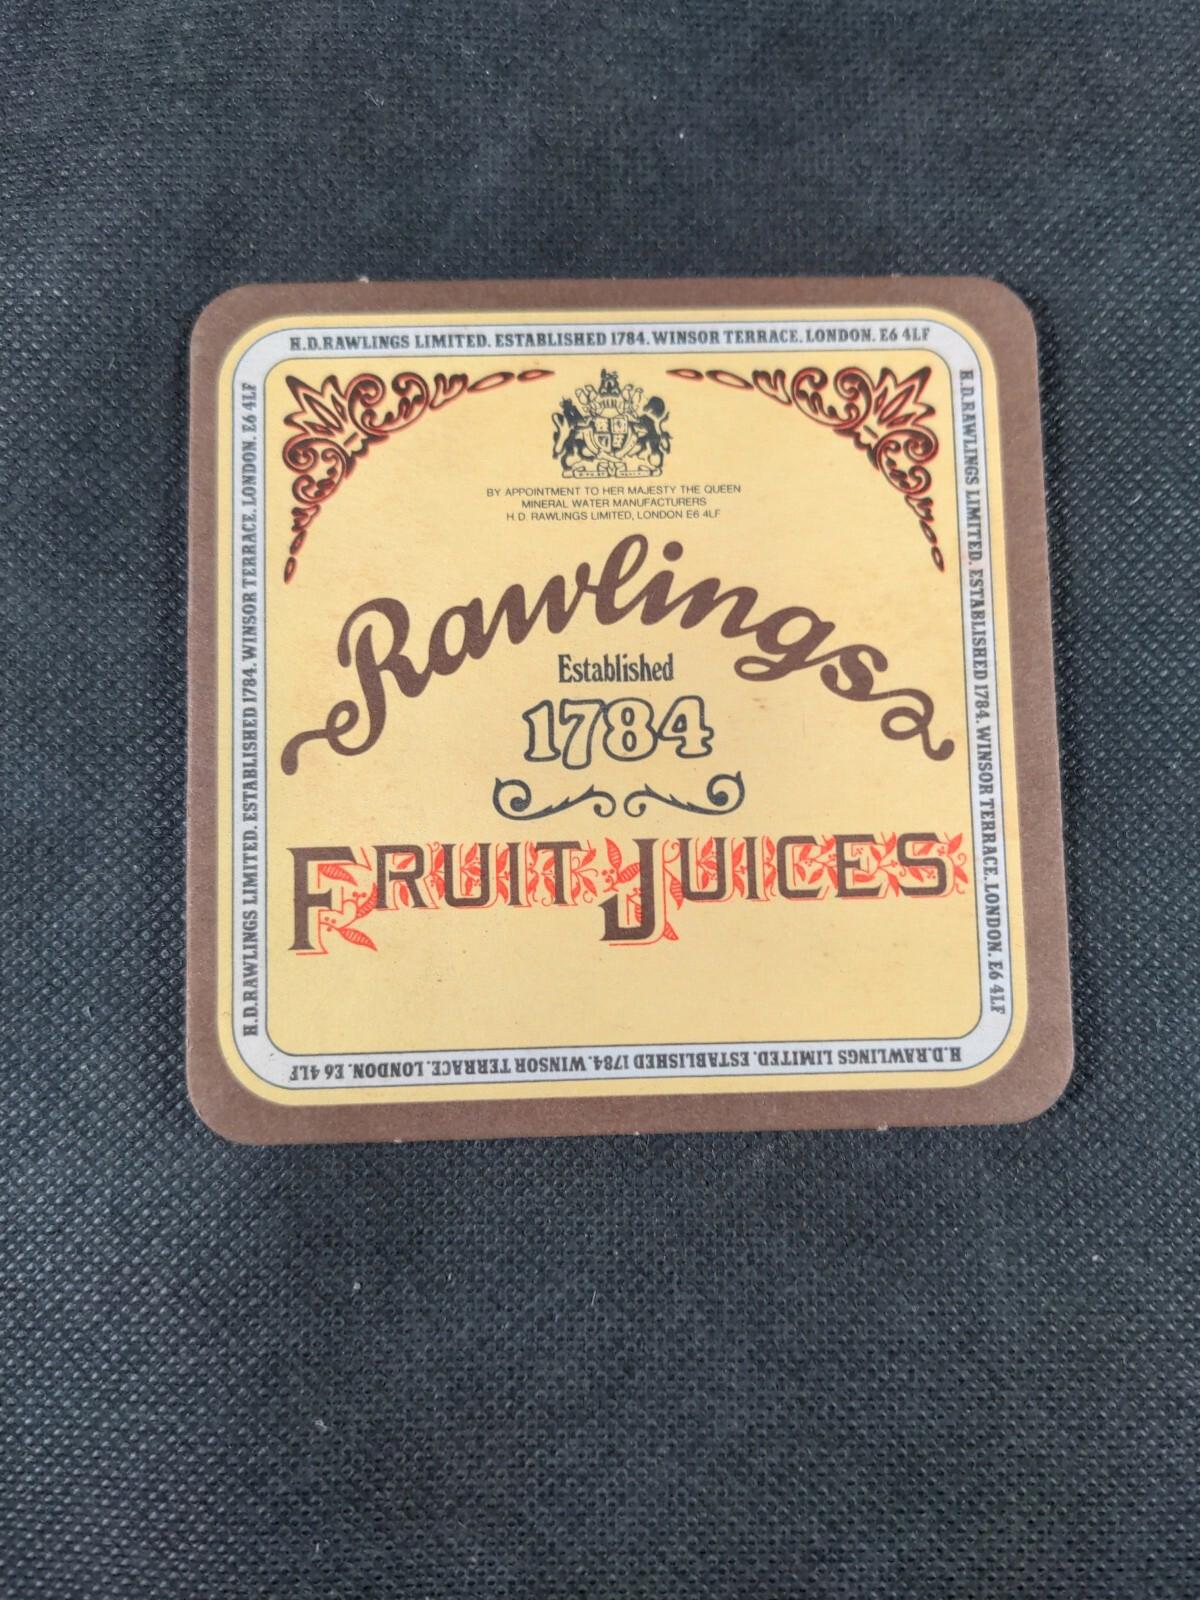 H.D.RAWLINGS LIMITED. ESTABLISHED 1784. WINSOR TERRACE. LONDON. E6 4LF
BY APPOINTMENT TO HER MAJESTY THE QUEEN
MINERAL WATER MANUFACTURERS
H.D. RAWLINGS LIMITED, LONDON E6 4LF
Rawlings
Established
1784
FRUIT JUICES
H.D.RAWLINGS LIMITED. ESTABLISHED 1784. WINSOR TERRACE. LONDON. E6 4LF
H.D.RAWLINGS LIMITED. ESTABLISHED 1784. WINSOR TERRACE. LONDON. E6 4LF
H.D.RAWLINGS LIMITED. ESTABLISHED 1784. WINSOR TERRACE. LONDON. E6 4LF